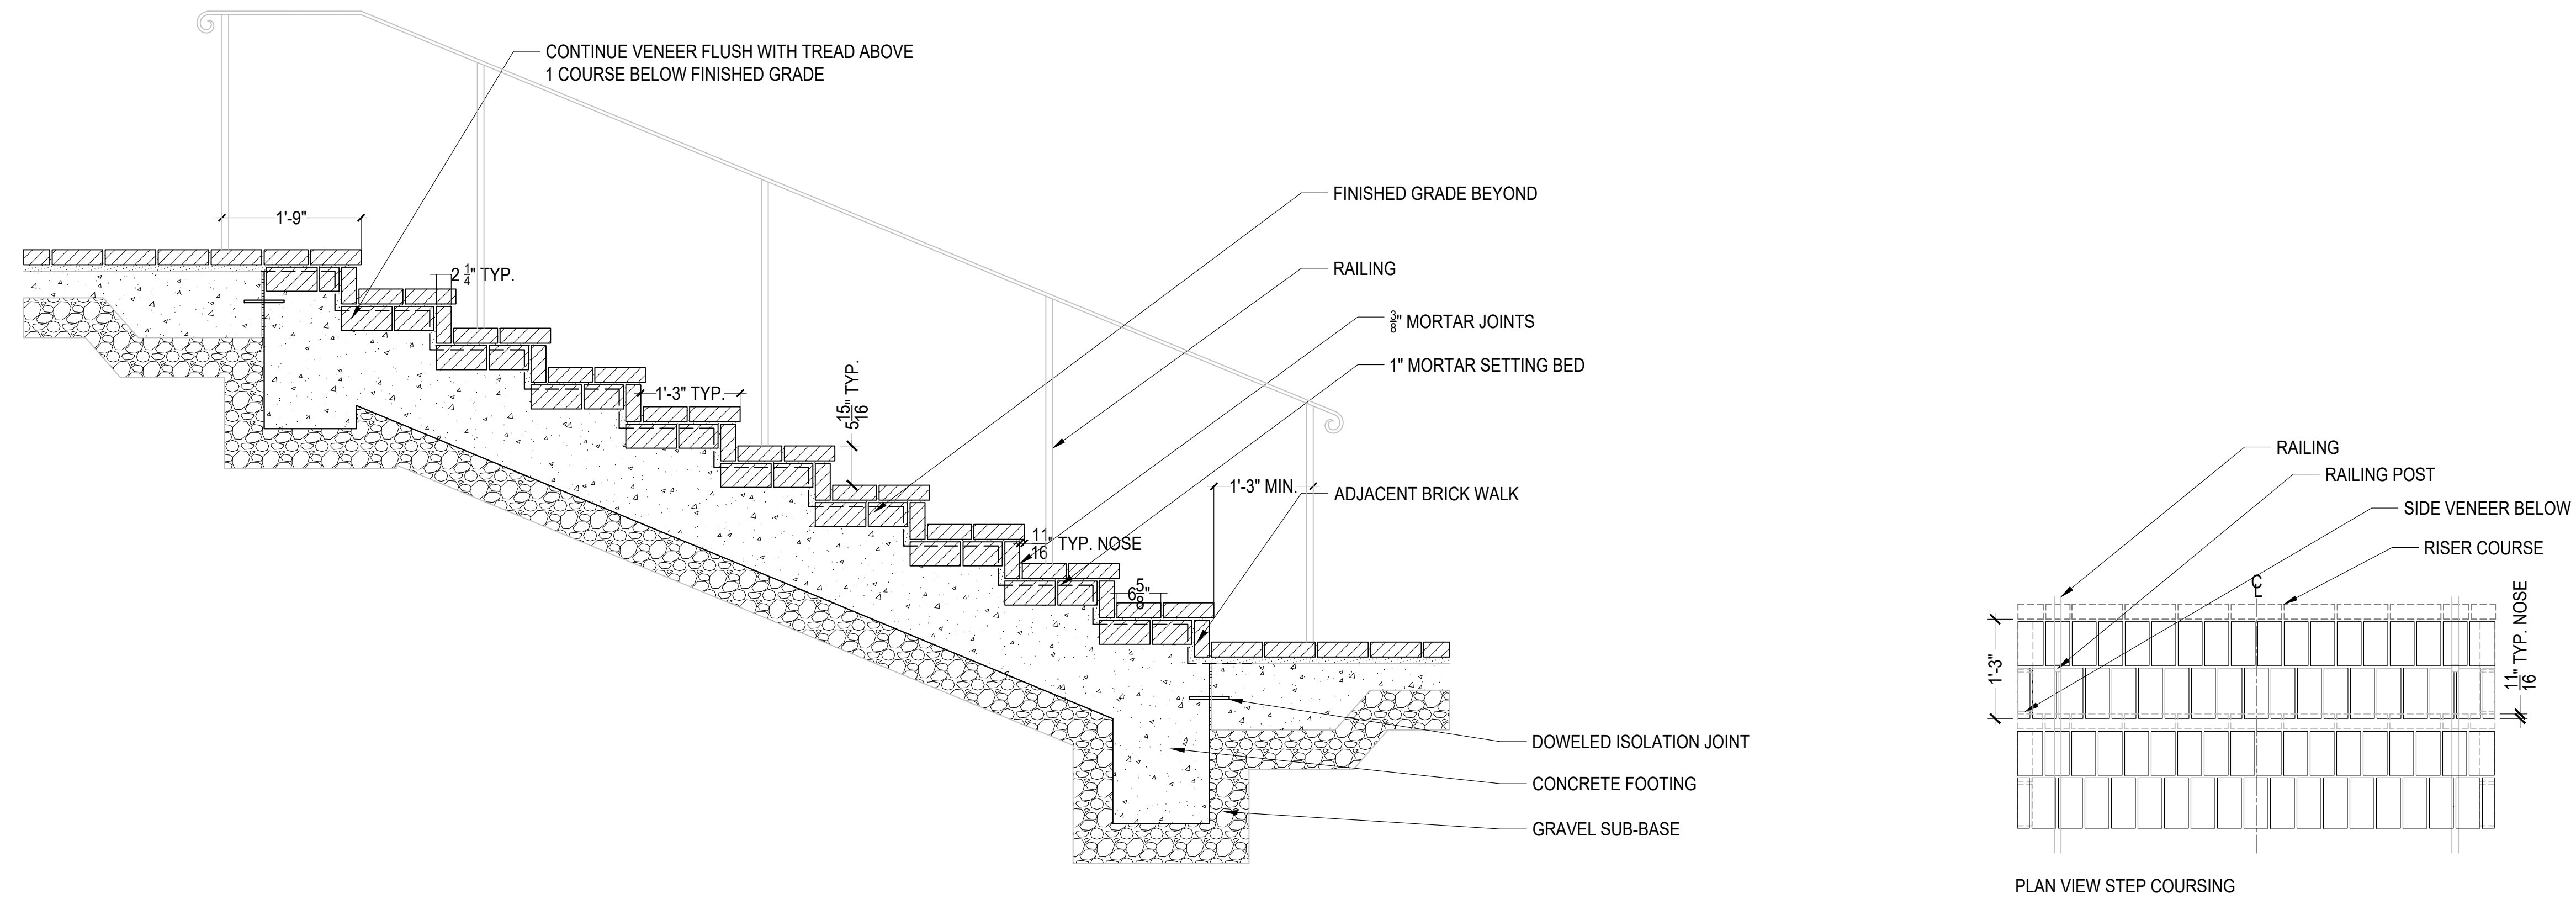 CONTINUE VENEER FLUSH WITH TREAD ABOVE
1 COURSE BELOW FINISHED GRADE
FINISHED GRADE BEYOND
1'-9"
RAILING
2 1/4" TYP.
3/8" MORTAR JOINTS
1" MORTAR SETTING BED
1'-3" TYP.
5 15/16" TYP.
1'-3" MIN.
ADJACENT BRICK WALK
11/16" TYP. NOSE
6 5/8"
DOWELED ISOLATION JOINT
CONCRETE FOOTING
GRAVEL SUB-BASE
RAILING
RAILING POST
SIDE VENEER BELOW
RISER COURSE
CL
1'-3"
11/16" TYP. NOSE
PLAN VIEW STEP COURSING